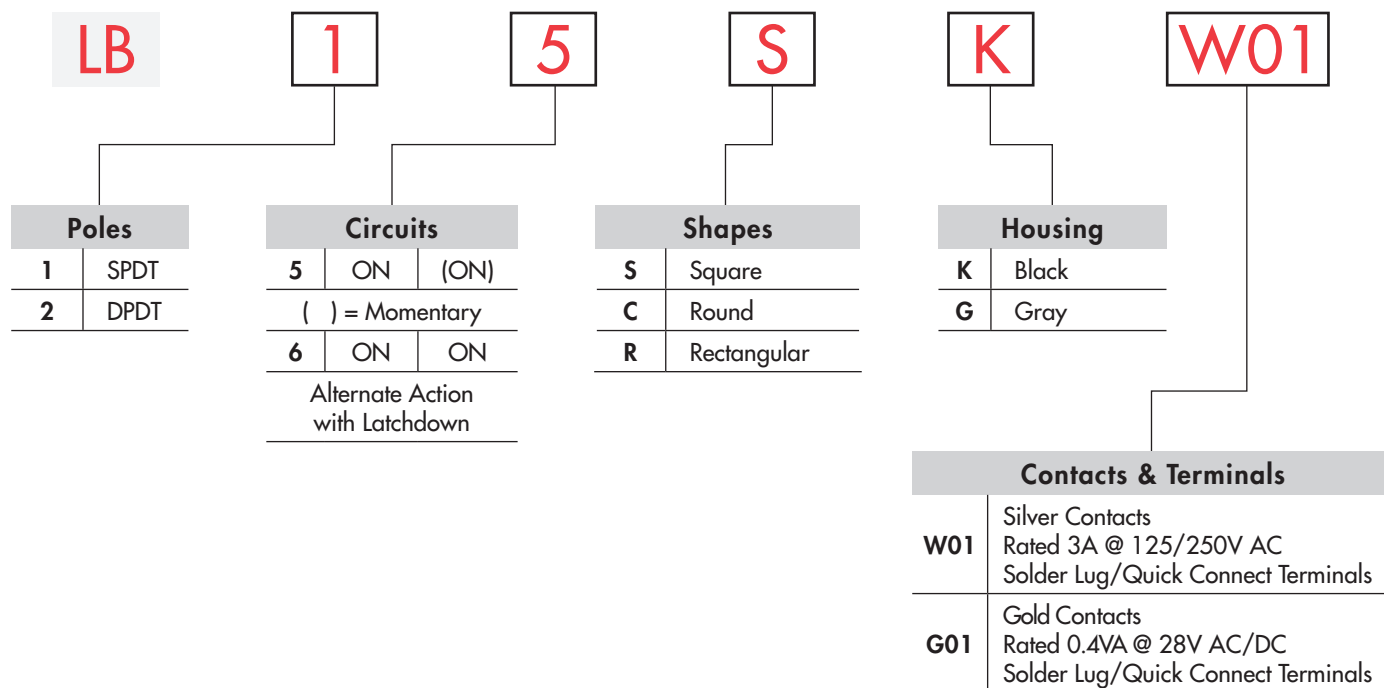 LB 1 5 S K W01
Poles
1 SPDT
2 DPDT
Circuits
5 ON (ON)
( ) = Momentary
6 ON ON
Alternate Action
with Latchdown
Shapes
S Square
C Round
R Rectangular
Housing
K Black
G Gray
Contacts & Terminals
Silver Contacts
W01 Rated 3A @ 125/250V AC
Solder Lug/Quick Connect Terminals
Gold Contacts
G01 Rated 0.4VA @ 28V AC/DC
Solder Lug/Quick Connect Terminals